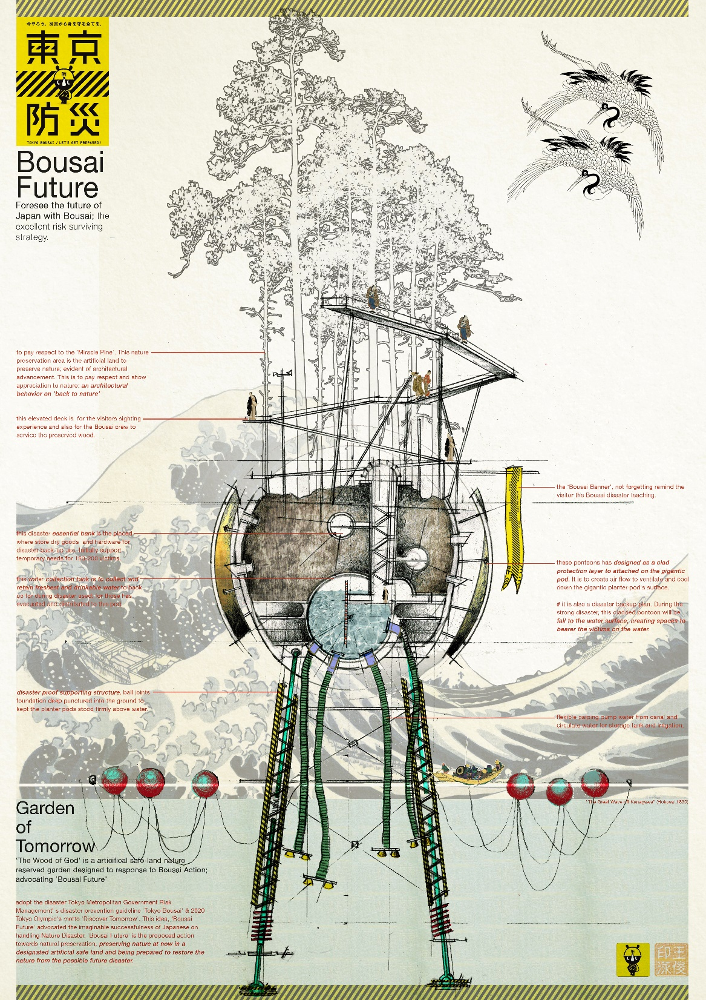 今やろう。災害から身を守る全てを。
東京
防
防災
TOKYO BOUSAI / LET'S GET PREPARED!
Bousai
Future
Foresee the future of
Japan with Bousai; the
excellent risk surviving
strategy.
to pay respect to the 'Miracle Pine'. This nature
preservation area is the artificial land to
preserve nature; evident of architectural
advancement. This is to pay respect and show
appreciation to nature; an architectural
behavior on 'back to nature'
this elevated deck is for the visitors sighting
experience and also for the Bousai crew to
service the preserved wood.
the 'Bousai Banner', not forgetting remind the
visitor the Bousai disaster teaching.
this disaster essential bank is the placed
where store dry goods and hardware for
disaster back-up use. Initially support
temporary needs for 150-200 victims.
this water collection tank is to collect and
retain freshest and drinkable water to back
up for during disaster used; for those has
evacuated and distributed to this pod.
these pontoons has designed as a clad
protection layer to attached on the gigantic
pod. It is to create air flow to ventilate and cool
down the gigantic planter pod's surface.
# it is also a disaster backup plan. During the
strong disaster, this cladded pontoon will be
fall to the water surface; creating spaces to
bearer the victims on the water.
disaster proof supporting structure, ball joints
foundation deep punctured into the ground to
kept the planter pods stood firmly above water.
flexible paiping pump water from canal and
circulate water for storage tank and irrigation.
"The Great Wave off Kanagawa" (Hokusai,1830)
Garden
of
Tomorrow
'The Wood of God' is a articifical safe-land nature
reserved garden designed to response to Bousai Action;
advocating 'Bousai Future'
adopt the disaster Tokyo Metropolitan Government Risk
Management' s disaster prevention guideline 'Tokyo Bousai' & 2020
Tokyo Olympic's motto 'Discover Tomorrow'. This idea, 'Bousai
Future' advocated the imaginable successfulness of Japanese on
handling Nature Disaster. 'Bousai Future' is the proposed action
towards natural preservation, preserving nature at now in a
designated artificial safe land and being prepared to restore the
nature from the possible future disaster.
王俊
印泳